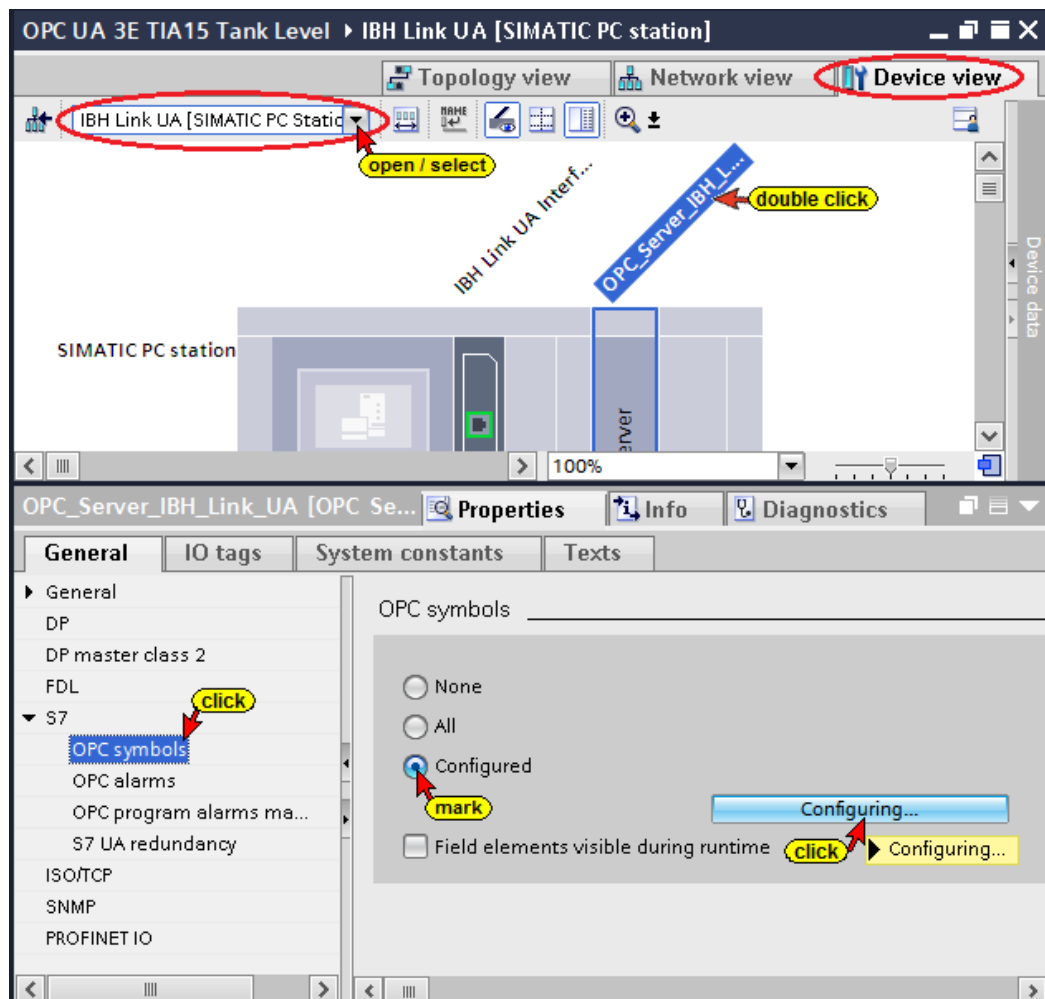 OPC UA 3E TIA15 Tank Level ▸ IBH Link UA [SIMATIC PC station]
Topology view Network view Device view
IBH Link UA [SIMATIC PC Static
NAME
open / select
IBH Link UA Interf...
OPC_Server_IBH_L...
double click
Device data
SIMATIC PC station
erver
100%
OPC_Server_IBH_Link_UA [OPC Se... Properties Info Diagnostics
General IO tags System constants Texts
General
DP
DP master class 2
FDL
click
S7
OPC symbols
OPC alarms
OPC program alarms ma...
S7 UA redundancy
ISO/TCP
SNMP
PROFINET IO
OPC symbols
None
All
Configured
mark
Configuring...
Field elements visible during runtime
click
Configuring...